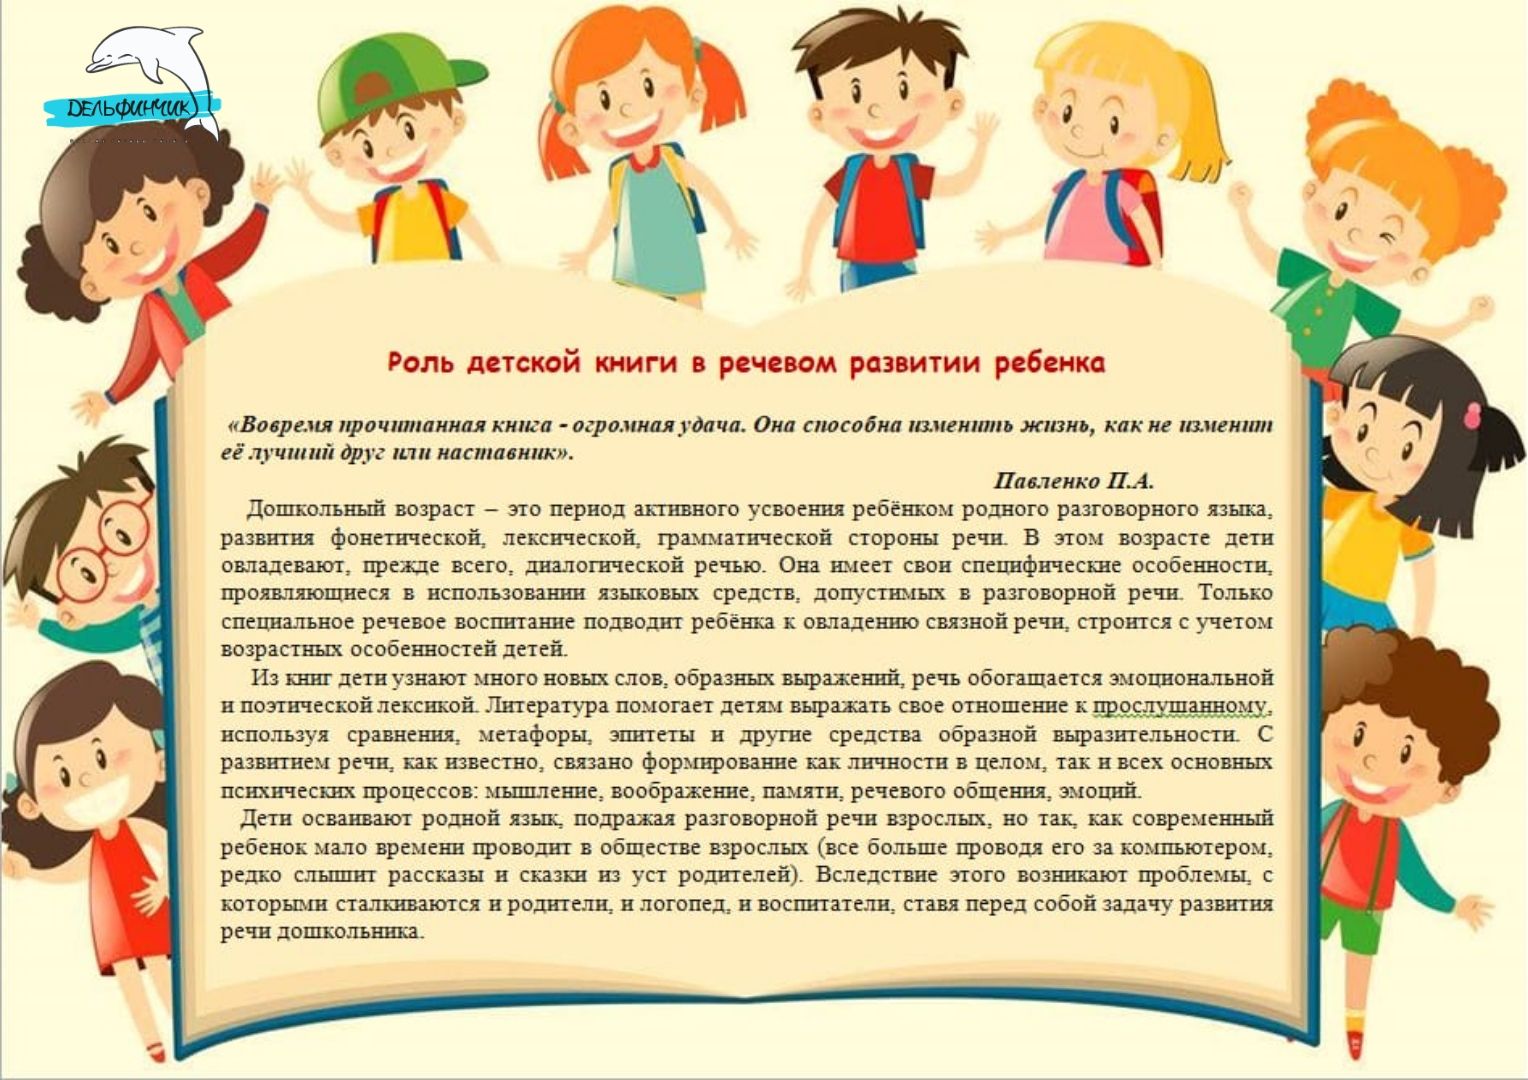 ДЕЛЬФИНЧИК
Роль детской книги в речевом развитии ребенка
«Вовремя прочитанная книга - огромная удача. Она способна изменить жизнь, как не изменит
её лучший друг или наставник».
Павленко П.А.
Дошкольный возраст – это период активного усвоения ребёнком родного разговорного языка,
развития фонетической, лексической, грамматической стороны речи. В этом возрасте дети
овладевают, прежде всего, диалогической речью. Она имеет свои специфические особенности,
проявляющиеся в использовании языковых средств, допустимых в разговорной речи. Только
специальное речевое воспитание подводит ребёнка к овладению связной речи, строится с учетом
возрастных особенностей детей.
Из книг дети узнают много новых слов, образных выражений, речь обогащается эмоциональной
и поэтической лексикой. Литература помогает детям выражать свое отношение к прослушанному,
используя сравнения, метафоры, эпитеты и другие средства образной выразительности. С
развитием речи, как известно, связано формирование как личности в целом, так и всех основных
психических процессов: мышление, воображение, памяти, речевого общения, эмоций.
Дети осваивают родной язык, подражая разговорной речи взрослых, но так, как современный
ребенок мало времени проводит в обществе взрослых (все больше проводя его за компьютером,
редко слышит рассказы и сказки из уст родителей). Вследствие этого возникают проблемы, с
которыми сталкиваются и родители, и логопед, и воспитатели, ставя перед собой задачу развития
речи дошкольника.